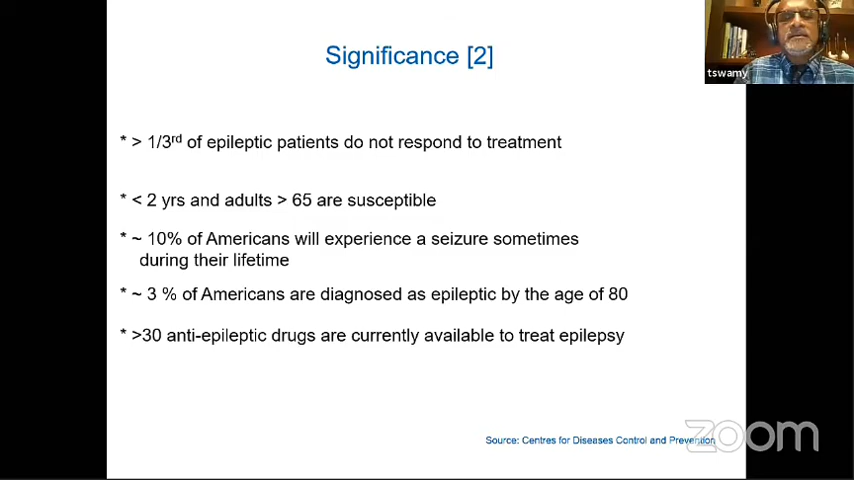 Significance [2]
tswamy
* > 1/3rd of epileptic patients do not respond to treatment
* < 2 yrs and adults > 65 are susceptible
* ~ 10% of Americans will experience a seizure sometimes
during their lifetime
* ~ 3 % of Americans are diagnosed as epileptic by the age of 80
* >30 anti-epileptic drugs are currently available to treat epilepsy
Source: Centres for Diseases Control and Prevention
zoom